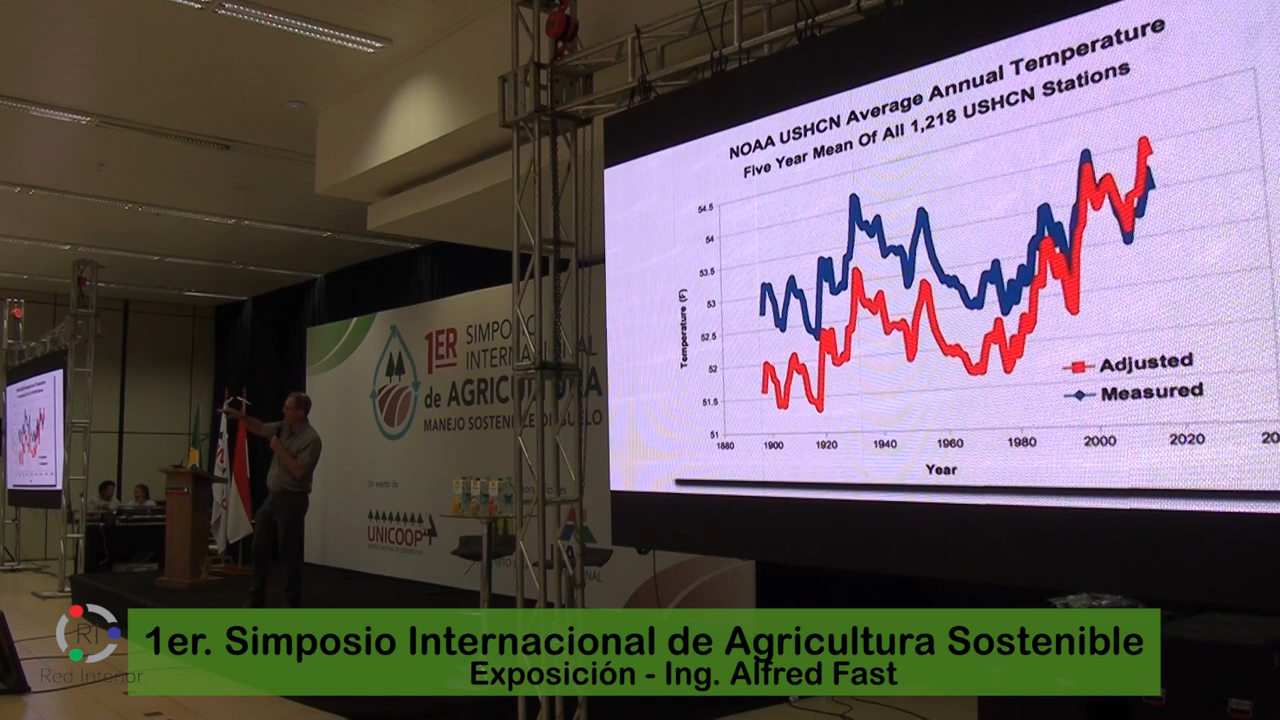 NOAA USHCN Average Annual Temperature
Five Year Mean Of All 1,218 USHCN Stations
54.5
54
53.5
53
52.5
52
51.5
51
Temperature (F)
1880
1900
1920
1940
1960
1980
2000
2020
Year
Adjusted
Measured
1ER
de
UNICOOP
RI
Red Interior
1er. Simposio Internacional de Agricultura Sostenible
Exposición - Ing. Alfred Fast